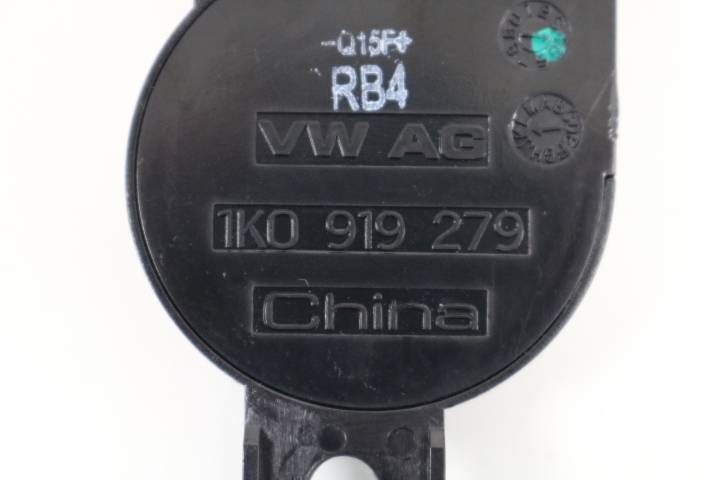 -Q15F+
RB4
VW AG
1K0 919 279
China